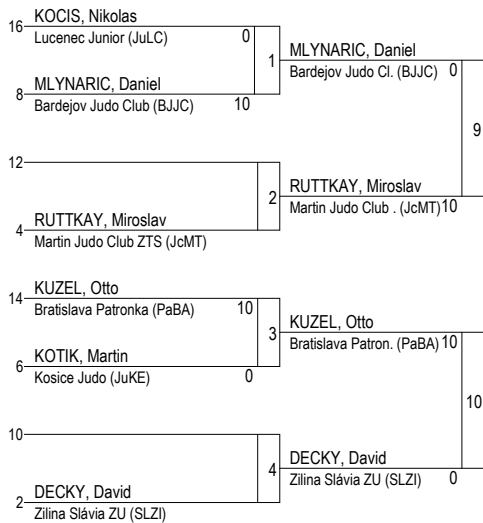 16 KOCIS, Nikolas
Lucenec Junior (JuLC) 0
1
8 MLYNARIC, Daniel
Bardejov Judo Club (BJJC) 10
MLYNARIC, Daniel
Bardejov Judo Cl. (BJJC) 0
9
12
2
4 RUTTKAY, Miroslav
Martin Judo Club ZTS (JcMT)
RUTTKAY, Miroslav
Martin Judo Club . (JcMT) 10
14 KUZEL, Otto
Bratislava Patronka (PaBA) 10
3
6 KOTIK, Martin
Kosice Judo (JuKE) 0
KUZEL, Otto
Bratislava Patron. (PaBA) 10
10
10
4
2 DECKY, David
Zilina Slávia ZU (SLZI)
DECKY, David
Zilina Slávia ZU (SLZI) 0